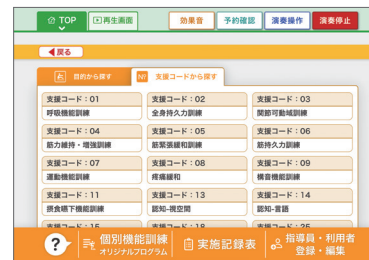 TOP
再生画面
効果音
予約確認
演奏操作
演奏停止
戻る
目的から探す
支援コードから探す
支援コード：01
支援コード：02
支援コード：03
呼吸機能訓練
全身持久力訓練
関節可動域訓練
支援コード：04
支援コード：05
支援コード：06
筋力維持・増強訓練
筋緊張緩和訓練
筋持久力訓練
支援コード：07
支援コード：08
支援コード：09
運動機能訓練
疼痛緩和
構音機能訓練
支援コード：11
支援コード：13
支援コード：14
摂食嚥下機能訓練
認知-視空間
認知-言語
?
個別機能訓練
オリジナルプログラム
実施記録表
指導員・利用者
登録・編集